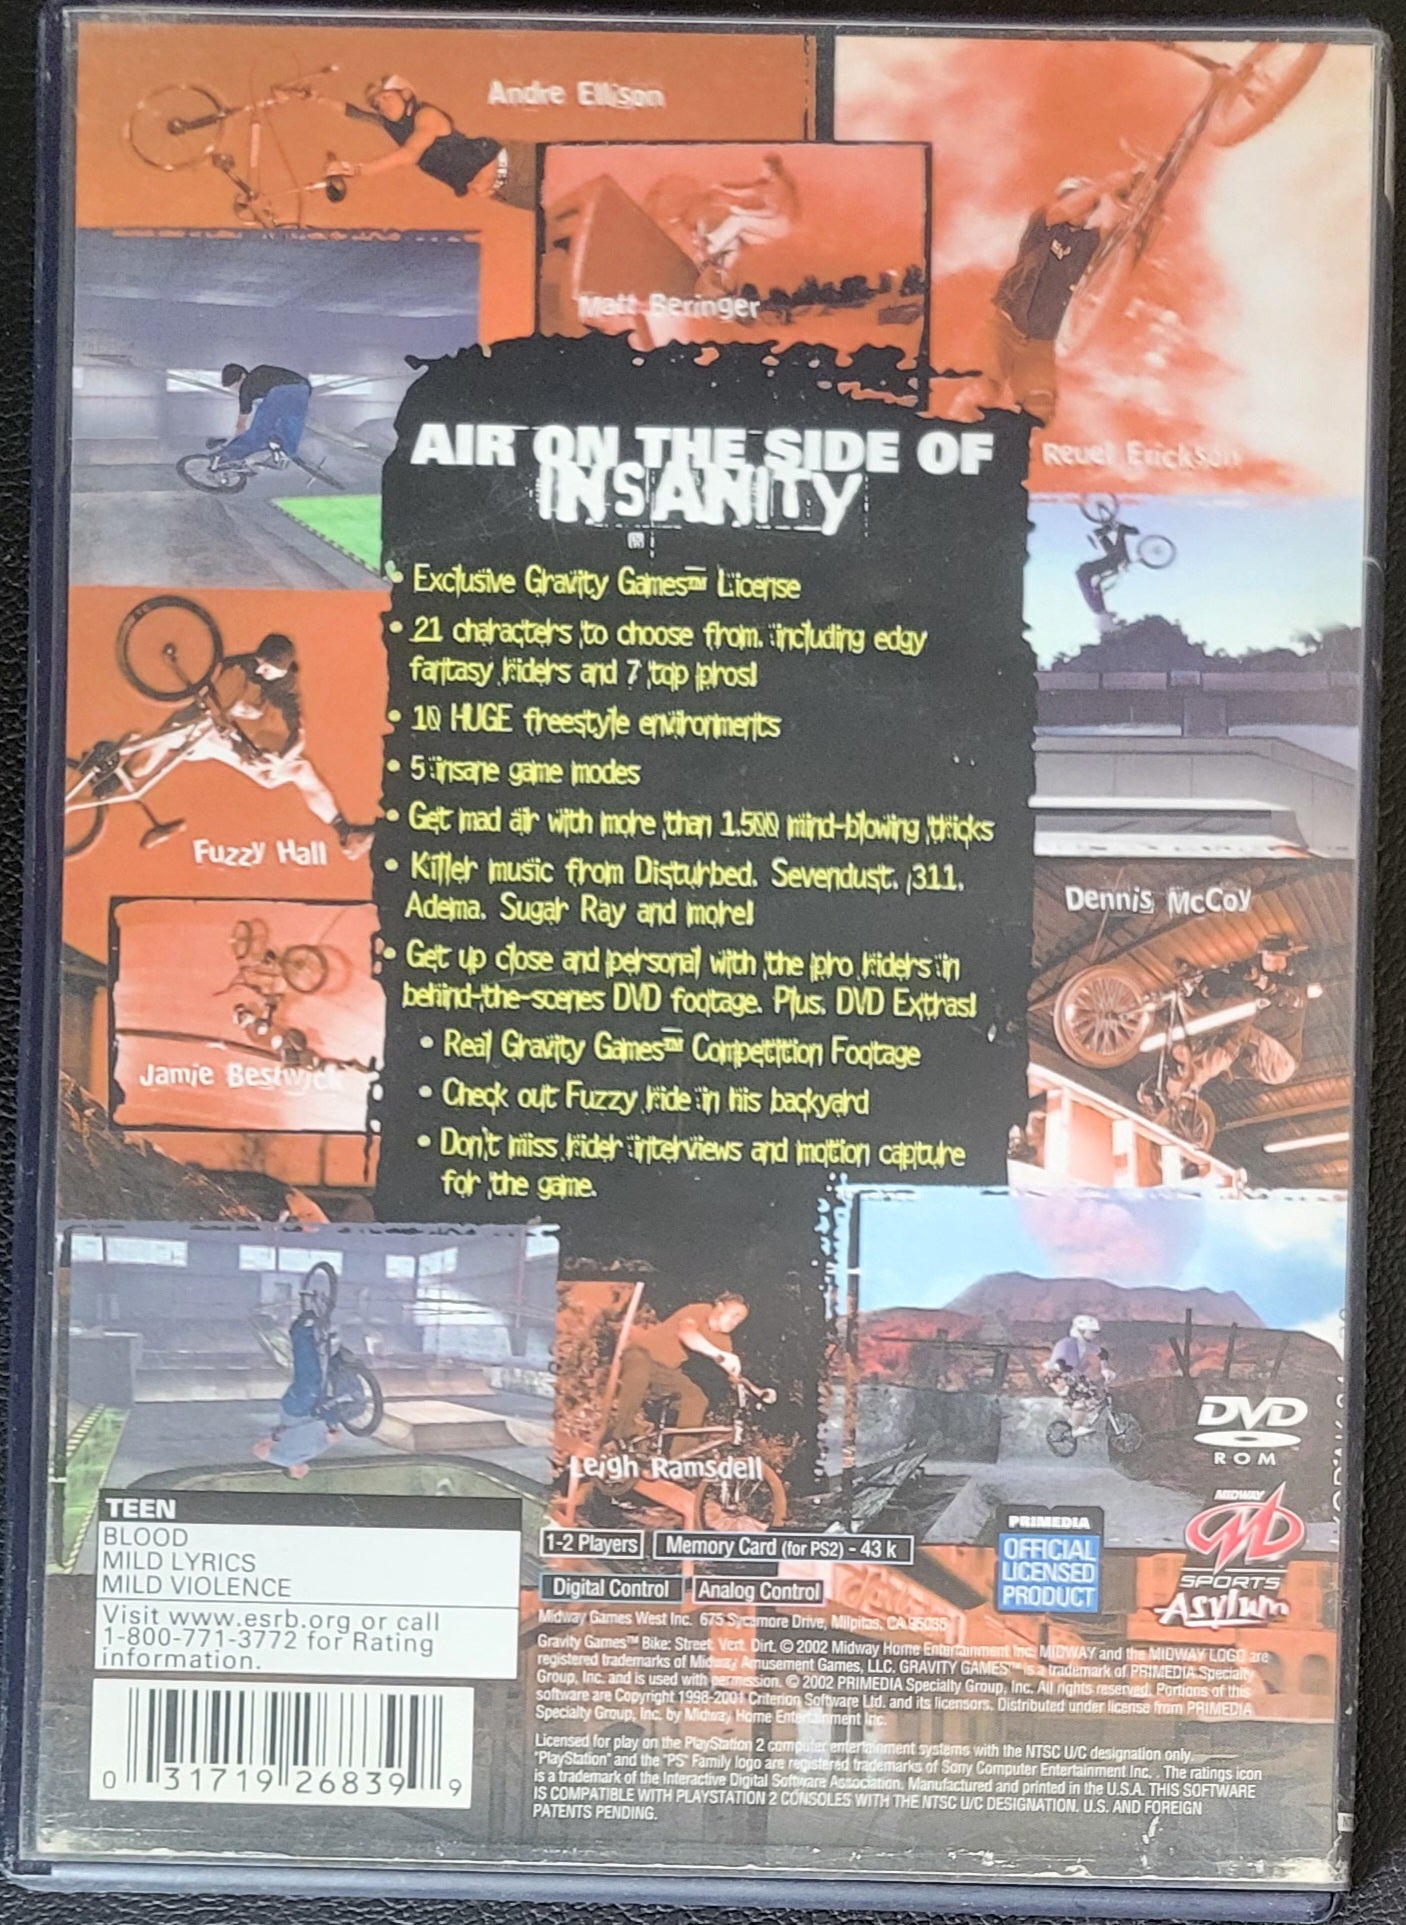 Andre Ellison
Matt Beringer
Reuel Erickson
AIR ON THE SIDE OF
INSANITY
• Exclusive Gravity Games™ License
• 21 characters to choose from, including edgy
fantasy riders and 7 top pros!
• 10 HUGE freestyle environments
• 5 insane game modes
• Get mad air with more than 1,500 mind-blowing tricks
• Killer music from Disturbed, Sevendust, 311,
Adema, Sugar Ray and more!
• Get up close and personal with the pro riders in
behind-the-scenes DVD footage. Plus, DVD Extras!
• Real Gravity Games™ Competition Footage
• Check out Fuzzy ride in his backyard
• Don't miss rider interviews and motion capture
for the game.
Fuzzy Hall
Dennis McCoy
Jamie Bestwick
Leigh Ramsdell
DVD
ROM
TEEN
BLOOD
MILD LYRICS
MILD VIOLENCE
Visit www.esrb.org or call
1-800-771-3772 for Rating
information.
0 31719 26839 9
1-2 Players
Memory Card (for PS2) - 43 k
Digital Control
Analog Control
PRIMEDIA
OFFICIAL
LICENSED
PRODUCT
MIDWAY
SPORTS
Asylum
Midway Games West Inc. 675 Sycamore Drive, Milpitas, CA 95035
Gravity Games™ Bike: Street. Vert. Dirt. © 2002 Midway Home Entertainment Inc. MIDWAY and the MIDWAY LOGO are
registered trademarks of Midway Amusement Games, LLC. GRAVITY GAMES™ is a trademark of PRIMEDIA Specialty
Group, Inc. and is used with permission. © 2002 PRIMEDIA Specialty Group, Inc. All rights reserved. Portions of this
software are Copyright 1998-2001 Criterion Software Ltd. and its licensors. Distributed under license from PRIMEDIA
Specialty Group, Inc. by Midway Home Entertainment Inc.
Licensed for play on the PlayStation 2 computer entertainment systems with the NTSC U/C designation only.
"PlayStation" and the "PS" Family logo are registered trademarks of Sony Computer Entertainment Inc. . The ratings icon
is a trademark of the Interactive Digital Software Association. Manufactured and printed in the U.S.A. THIS SOFTWARE
IS COMPATIBLE WITH PLAYSTATION 2 CONSOLES WITH THE NTSC U/C DESIGNATION. U.S. AND FOREIGN
PATENTS PENDING.